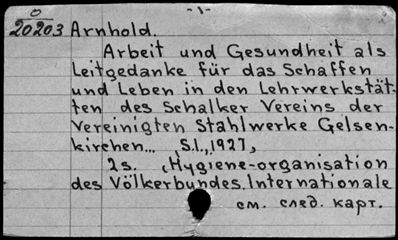 -1-
20203 Arnhold.
Arbeit und Gesundheit als
Leitgedanke für das Schaffen
und Leben in den Lehrwerkstät-
ten des Schalker Vereins der
Vereinigten Stahlwerke Gelsen-
kirchen... S.l., 1927,
2s. (Hygiene-organisation
des Völkerbundes. Internationale
см. след. карт.